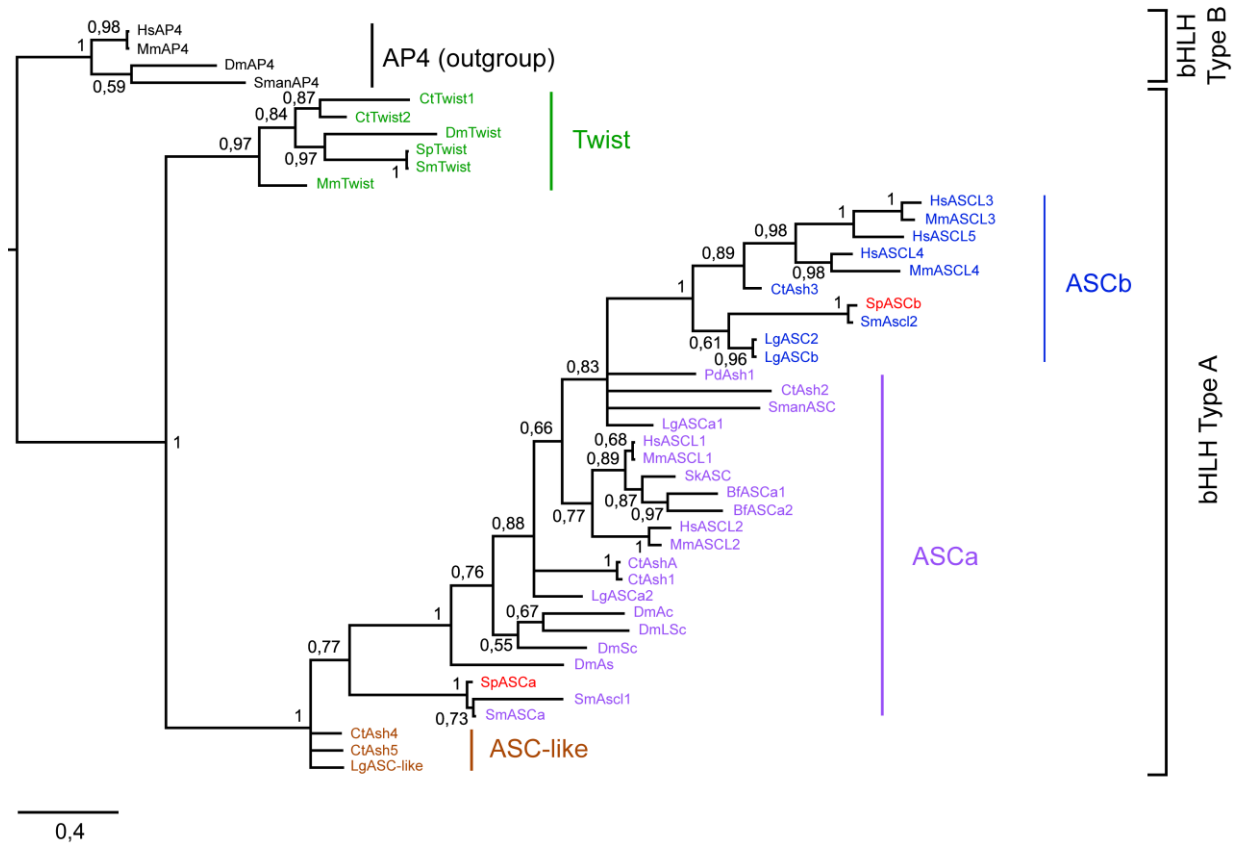 0,98
HsAP4
MmAP4
1
DmAP4
0,59
SmanAP4
AP4 (outgroup)
bHLH
Type B
0,87
CtTwist1
0,84
CtTwist2
0,97
DmTwist
0,97
SpTwist
1
SmTwist
MmTwist
Twist
1
HsASCL3
MmASCL3
1
HsASCL5
0,98
HsASCL4
0,98
MmASCL4
0,89
CtAsh3
1
1
SpASCb
SmAscl2
0,61
LgASC2
0,96
LgASCb
ASCb
0,83
PdAsh1
CtAsh2
SmanASC
LgASCa1
0,66
0,68
HsASCL1
MmASCL1
0,89
SkASC
0,87
BfASCa1
0,97
BfASCa2
0,77
HsASCL2
1
MmASCL2
0,88
1
CtAshA
CtAsh1
LgASCa2
0,76
0,67
DmAc
DmLSc
0,55
DmSc
1
DmAs
0,77
1
SpASCa
SmAscl1
0,73
SmASCa
ASCa
1
1
CtAsh4
CtAsh5
LgASC-like
ASC-like
bHLH Type A
0,4